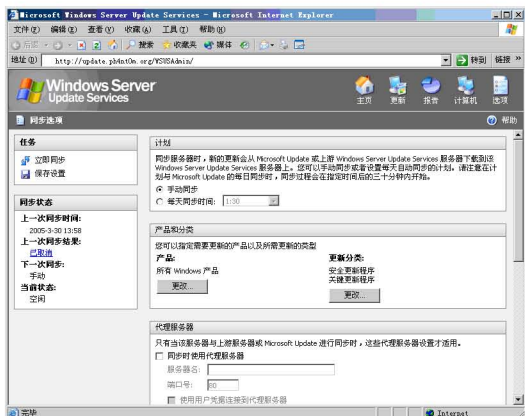 Microsoft Windows Server Update Services - Microsoft Internet Explorer
文件(F) 编辑(E) 查看(V) 收藏(A) 工具(T) 帮助(H)
后退 搜索 收藏夹 媒体
地址(D) http://update.ph4nt0m.org/WSUSAdmin/ 转到 链接 »
Windows Server
Update Services
主页 更新 报告 计算机 选项
同步选项 帮助
任务
立即同步
保存设置
同步状态
上一次同步时间:
2005-3-30 13:58
上一次同步结果:
已取消
下一次同步:
手动
当前状态:
空闲
计划
同步服务器时，新的更新会从 Microsoft Update 或上游 Windows Server Update Services 服务器下载到该
Windows Server Update Services 服务器上。您可以手动同步或者设置每天自动同步的计划。请注意在计
划与 Microsoft Update 的每日同步时，同步过程会在指定时间后的三十分钟内开始。
手动同步
每天同步时间: 1:30
产品和分类
您可以指定需要更新的产品以及所需更新的类型
产品: 更新分类:
所有 Windows 产品 安全更新程序
关键更新程序
更改... 更改...
代理服务器
只有当该服务器与上游服务器或 Microsoft Update 进行同步时，这些代理服务器设置才适用。
同步时使用代理服务器
服务器名:
端口号: 80
使用用户凭据连接到代理服务器
完毕 Internet